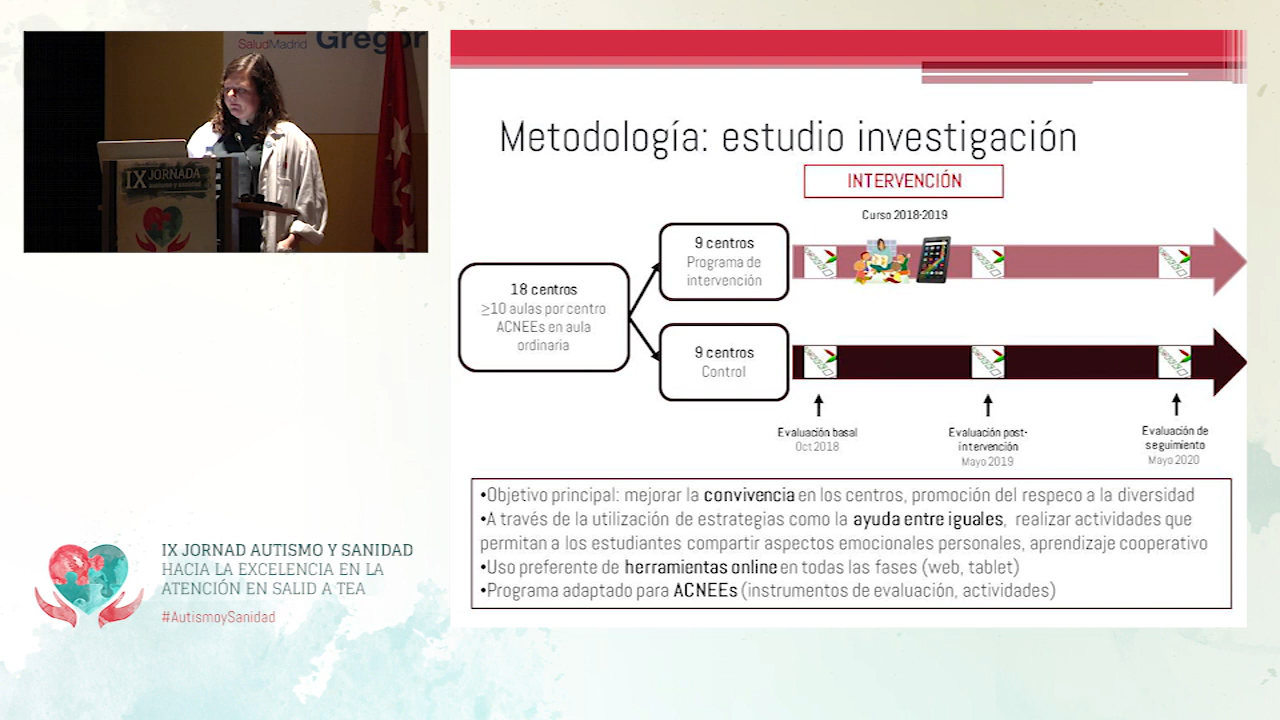 SaludMadrid
Gregor
IX JORNADA
autismo y sanidad
Metodología: estudio investigación
INTERVENCIÓN
Curso 2018-2019
18 centros
≥10 aulas por centro
ACNEEs en aula
ordinaria
9 centros
Programa de
intervención
9 centros
Control
Evaluación basal
Oct 2018
Evaluación post-
intervención
Mayo 2019
Evaluación de
seguimiento
Mayo 2020
•Objetivo principal: mejorar la convivencia en los centros, promoción del respeco a la diversidad
•A través de la utilización de estrategias como la ayuda entre iguales, realizar actividades que
permitan a los estudiantes compartir aspectos emocionales personales, aprendizaje cooperativo
•Uso preferente de herramientas online en todas las fases (web, tablet)
•Programa adaptado para ACNEEs (instrumentos de evaluación, actividades)
IX JORNAD AUTISMO Y SANIDAD
HACIA LA EXCELENCIA EN LA
ATENCIÓN EN SALID A TEA
#AutismoySanidad